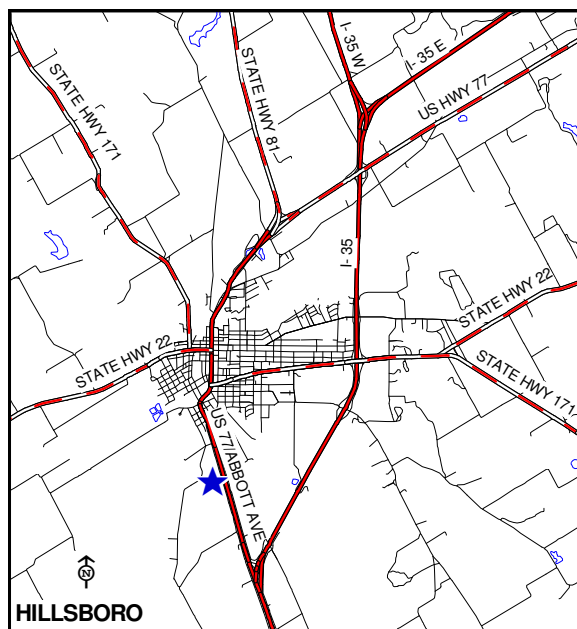 I- 35 W
I- 35 E
STATE HWY 171
STATE HWY 81
US HWY 77
I- 35
STATE HWY 22
STATE HWY 22
STATE HWY 171
US 77/ABBOTT AVE
N
HILLSBORO